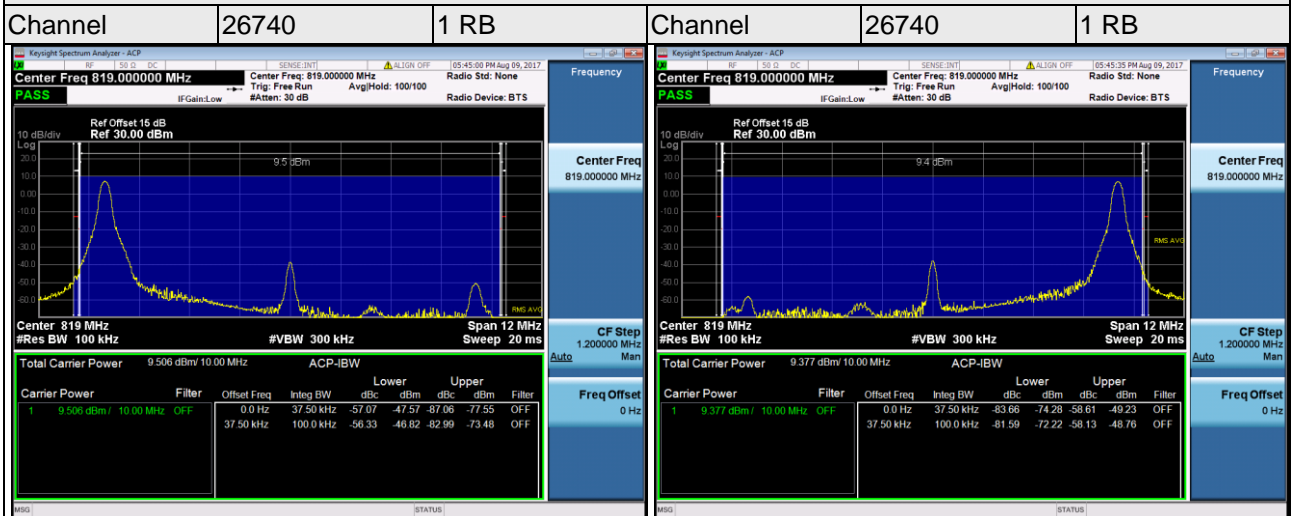 Channel 26740 1 RB Channel 26740 1 RB
Keysight Spectrum Analyzer - ACP
RF 50 Ω DC SENSE:INT ALIGN OFF 05:45:00 PM Aug 09, 2017
Center Freq 819.000000 MHz Center Freq: 819.000000 MHz Radio Std: None
Trig: Free Run Avg|Hold: 100/100
PASS IFGain:Low #Atten: 30 dB Radio Device: BTS
Ref Offset 15 dB
10 dB/div Ref 30.00 dBm
Log
20.0
10.0
0.00
-10.0
-20.0
-30.0
-40.0
-50.0
-60.0
9.5 dBm
RMS AVG
Center 819 MHz Span 12 MHz
#Res BW 100 kHz #VBW 300 kHz Sweep 20 ms
Total Carrier Power 9.506 dBm/ 10.00 MHz ACP-IBW
Lower Upper
Carrier Power Filter Offset Freq Integ BW dBc dBm dBc dBm Filter
1 9.506 dBm / 10.00 MHz OFF 0.0 Hz 37.50 kHz -57.07 -47.57 -87.06 -77.55 OFF
37.50 kHz 100.0 kHz -56.33 -46.82 -82.99 -73.48 OFF
MSG STATUS
Frequency
Center Freq
819.000000 MHz
CF Step
1.200000 MHz
Auto Man
Freq Offset
0 Hz
Keysight Spectrum Analyzer - ACP
RF 50 Ω DC SENSE:INT ALIGN OFF 05:45:35 PM Aug 09, 2017
Center Freq 819.000000 MHz Center Freq: 819.000000 MHz Radio Std: None
Trig: Free Run Avg|Hold: 100/100
PASS IFGain:Low #Atten: 30 dB Radio Device: BTS
Ref Offset 15 dB
10 dB/div Ref 30.00 dBm
Log
20.0
10.0
0.00
-10.0
-20.0
-30.0
-40.0
-50.0
-60.0
9.4 dBm
RMS AVG
Center 819 MHz Span 12 MHz
#Res BW 100 kHz #VBW 300 kHz Sweep 20 ms
Total Carrier Power 9.377 dBm/ 10.00 MHz ACP-IBW
Lower Upper
Carrier Power Filter Offset Freq Integ BW dBc dBm dBc dBm Filter
1 9.377 dBm / 10.00 MHz OFF 0.0 Hz 37.50 kHz -83.66 -74.28 -58.61 -49.23 OFF
37.50 kHz 100.0 kHz -81.59 -72.22 -58.13 -48.76 OFF
MSG STATUS
Frequency
Center Freq
819.000000 MHz
CF Step
1.200000 MHz
Auto Man
Freq Offset
0 Hz